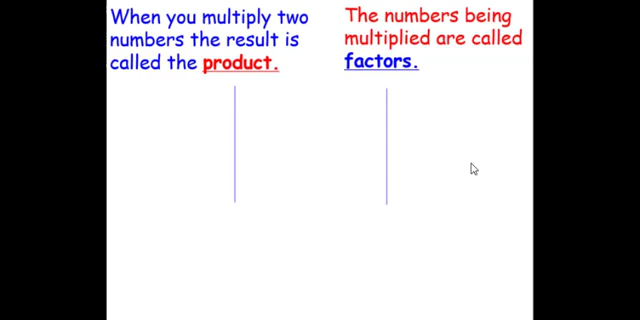 When you multiply two
numbers the result is
called the product.
The numbers being
multiplied are called
factors.